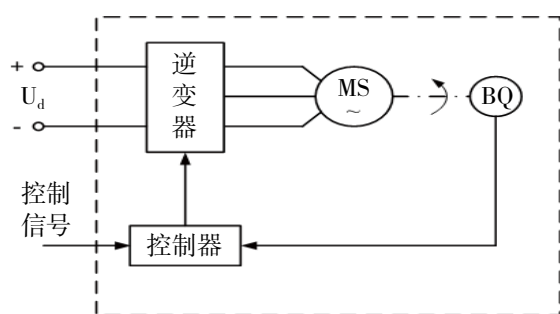 +
U_d
-
逆
变
器
MS
~
BQ
控制
信号
控制器